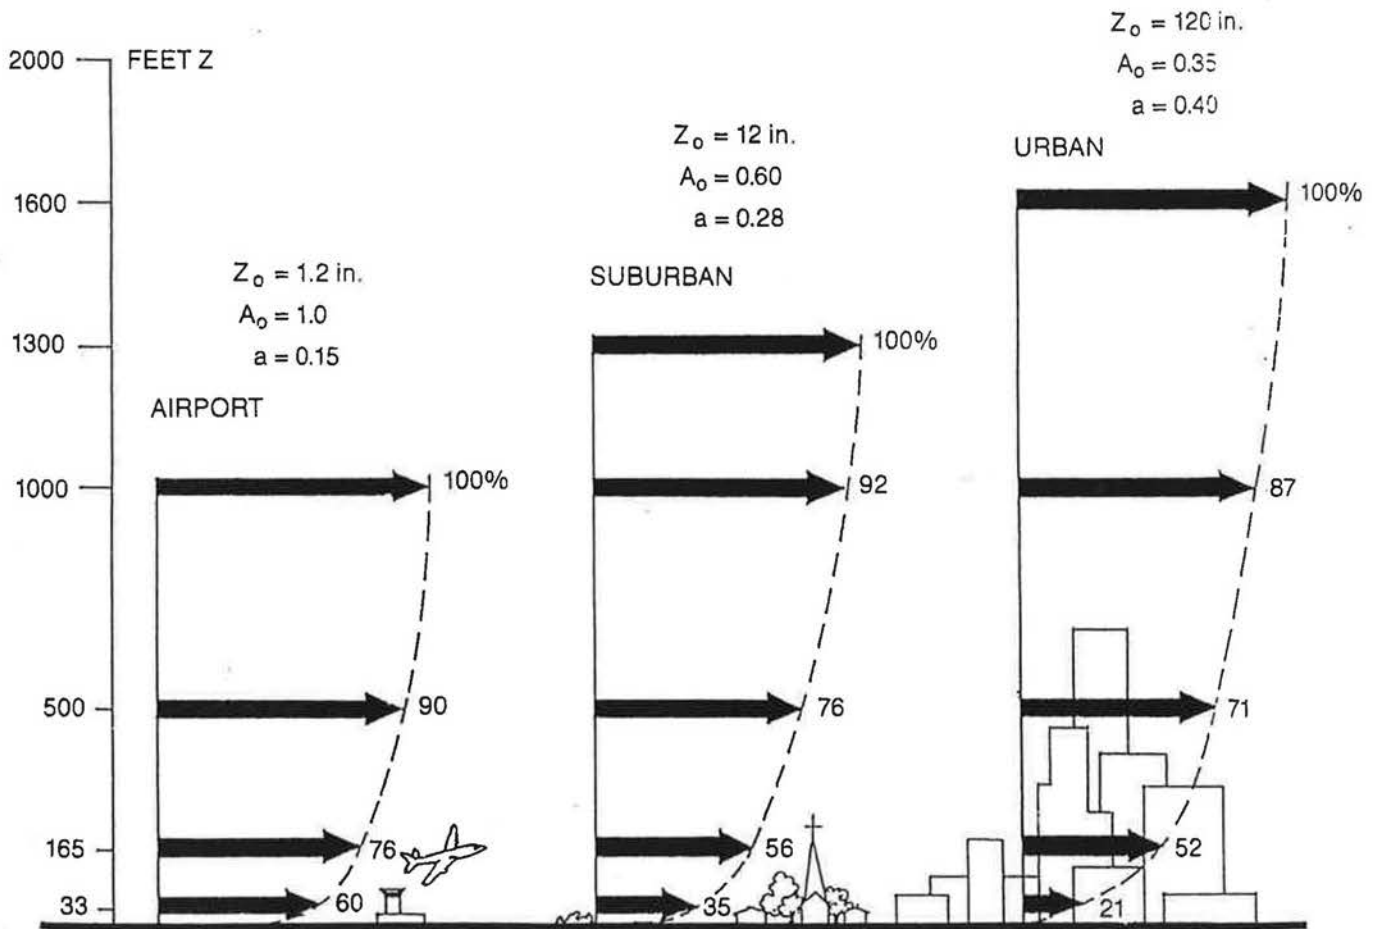 2000 FEET Z
1600
1300
1000
500
165
33
Z₀ = 1.2 in.
A₀ = 1.0
a = 0.15
AIRPORT
100%
90
76
60
Z₀ = 12 in.
A₀ = 0.60
a = 0.28
SUBURBAN
100%
92
76
56
35
Z₀ = 120 in.
A₀ = 0.35
a = 0.40
URBAN
100%
87
71
52
21